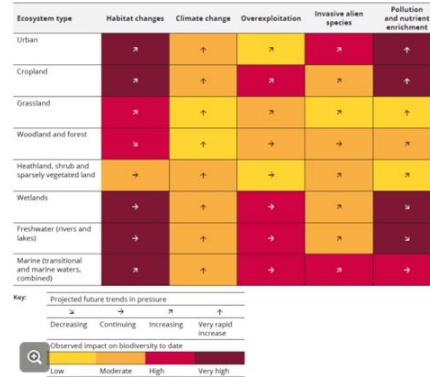 Ecosystem type Habitat changes Climate change Overexploitation Invasive alien species Pollution and nutrient enrichment
Urban ↗ ↑ ↗ ↗ ↑
Cropland ↗ ↑ ↗ ↗ ↑
Grassland ↗ ↑ ↗ ↗ ↑
Woodland and forest ↘ ↑ → → ↗
Heathland, shrub and
sparsely vegetated land → ↑ → ↗ ↗
Wetlands → ↑ → ↗ ↘
Freshwater (rivers and
lakes) → ↑ → ↗ ↘
Marine (transitional
and marine waters,
combined) ↗ ↑ → ↗ →
Key: Projected future trends in pressure
↘ → ↗ ↑
Decreasing Continuing Increasing Very rapid
increase
Observed impact on biodiversity to date
Low Moderate High Very high